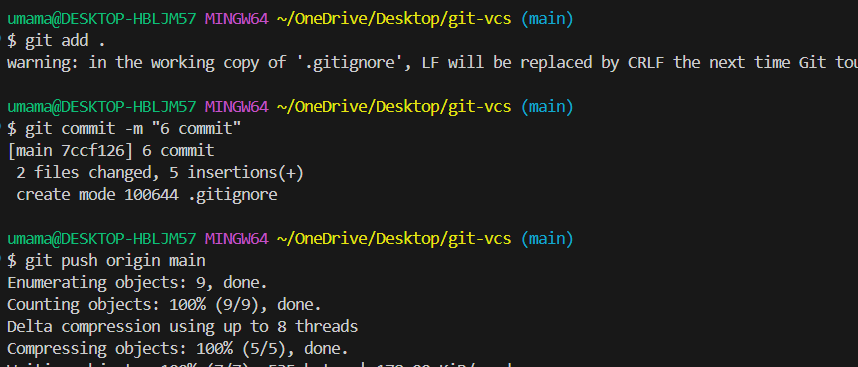 umama@DESKTOP-HBLJM57 MINGW64 ~/OneDrive/Desktop/git-vcs (main)
$ git add .
warning: in the working copy of '.gitignore', LF will be replaced by CRLF the next time Git
umama@DESKTOP-HBLJM57 MINGW64 ~/OneDrive/Desktop/git-vcs (main)
$ git commit -m "6 commit"
[main 7ccf126] 6 commit
2 files changed, 5 insertions(+)
create mode 100644 .gitignore
umama@DESKTOP-HBLJM57 MINGW64 ~/OneDrive/Desktop/git-vcs (main)
$ git push origin main
Enumerating objects: 9, done.
Counting objects: 100% (9/9), done.
Delta compression using up to 8 threads
Compressing objects: 100% (5/5), done.